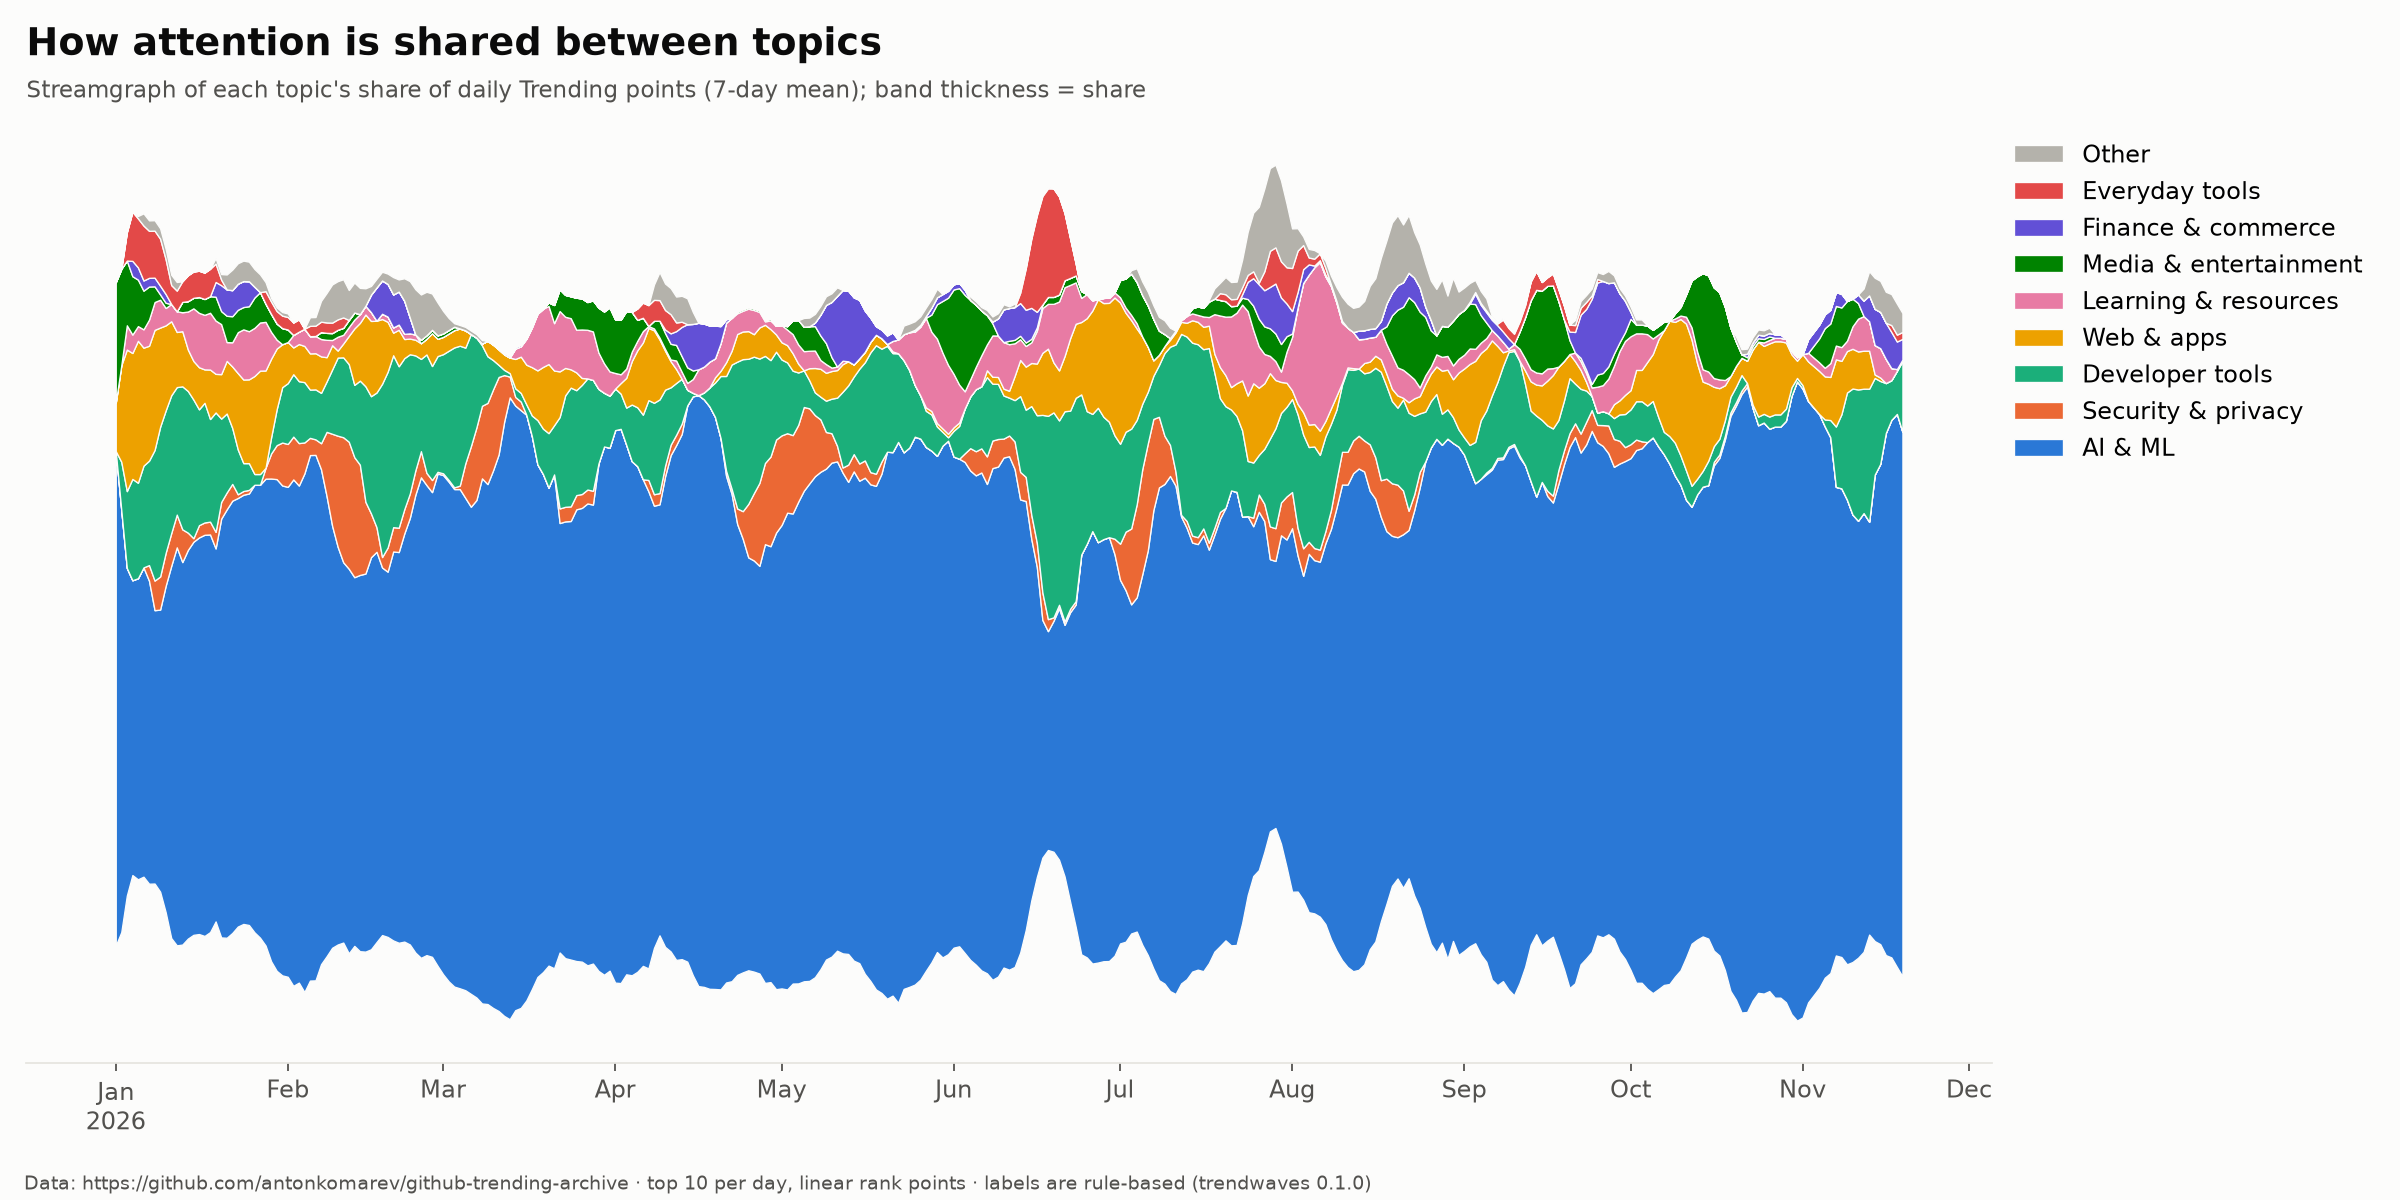 How attention is shared between topics
Streamgraph of each topic's share of daily Trending points (7-day mean); band thickness = share
Other
Everyday tools
Finance & commerce
Media & entertainment
Learning & resources
Web & apps
Developer tools
Security & privacy
AI & ML
Jan Feb Mar Apr May Jun Jul Aug Sep Oct Nov Dec
2026
Data: https://github.com/antonkomarev/github-trending-archive · top 10 per day, linear rank points · labels are rule-based (trendwaves 0.1.0)